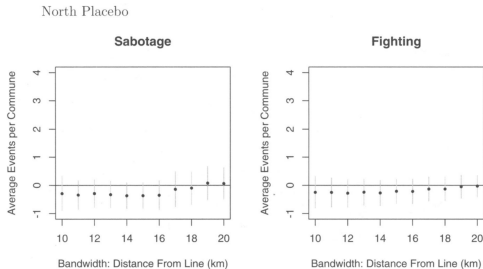 North Placebo
Sabotage
Average Events per Commune
4
3
2
1
0
-1
10 12 14 16 18 20
Bandwidth: Distance From Line (km)
Fighting
Average Events per Commune
4
3
2
1
0
-1
10 12 14 16 18 20
Bandwidth: Distance From Line (km)